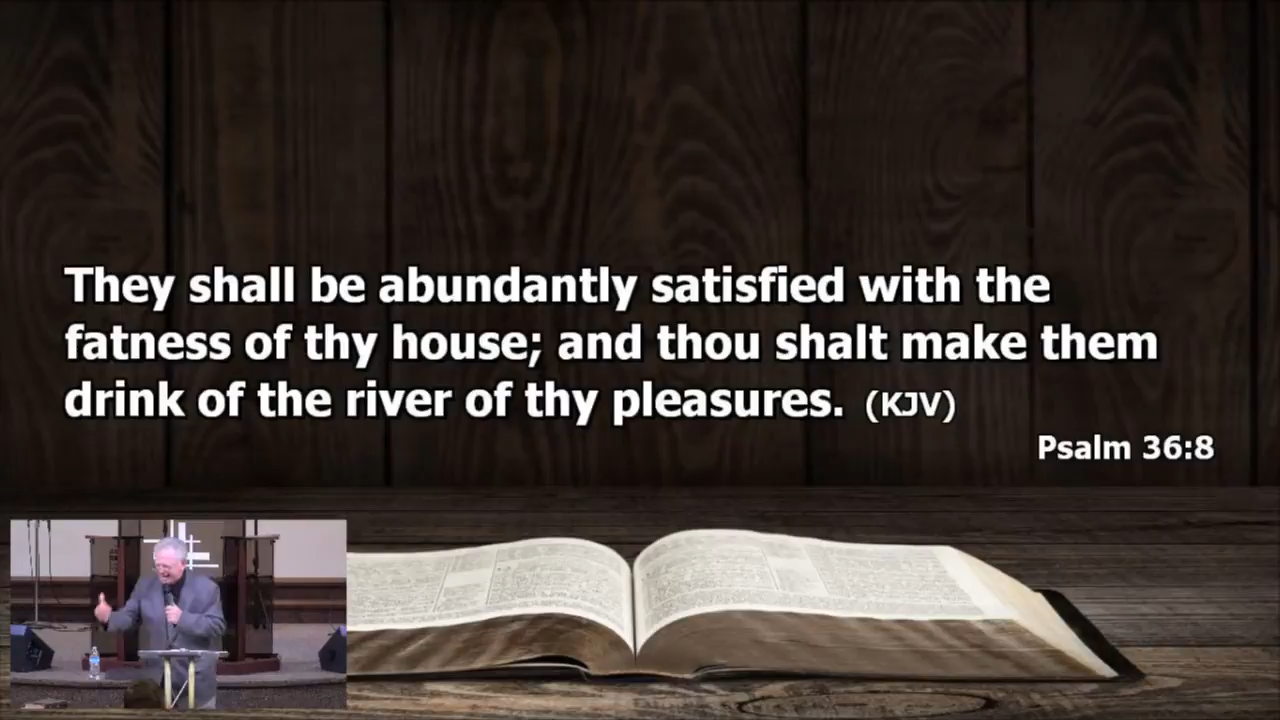 They shall be abundantly satisfied with the
fatness of thy house; and thou shalt make them
drink of the river of thy pleasures. (KJV)
Psalm 36:8